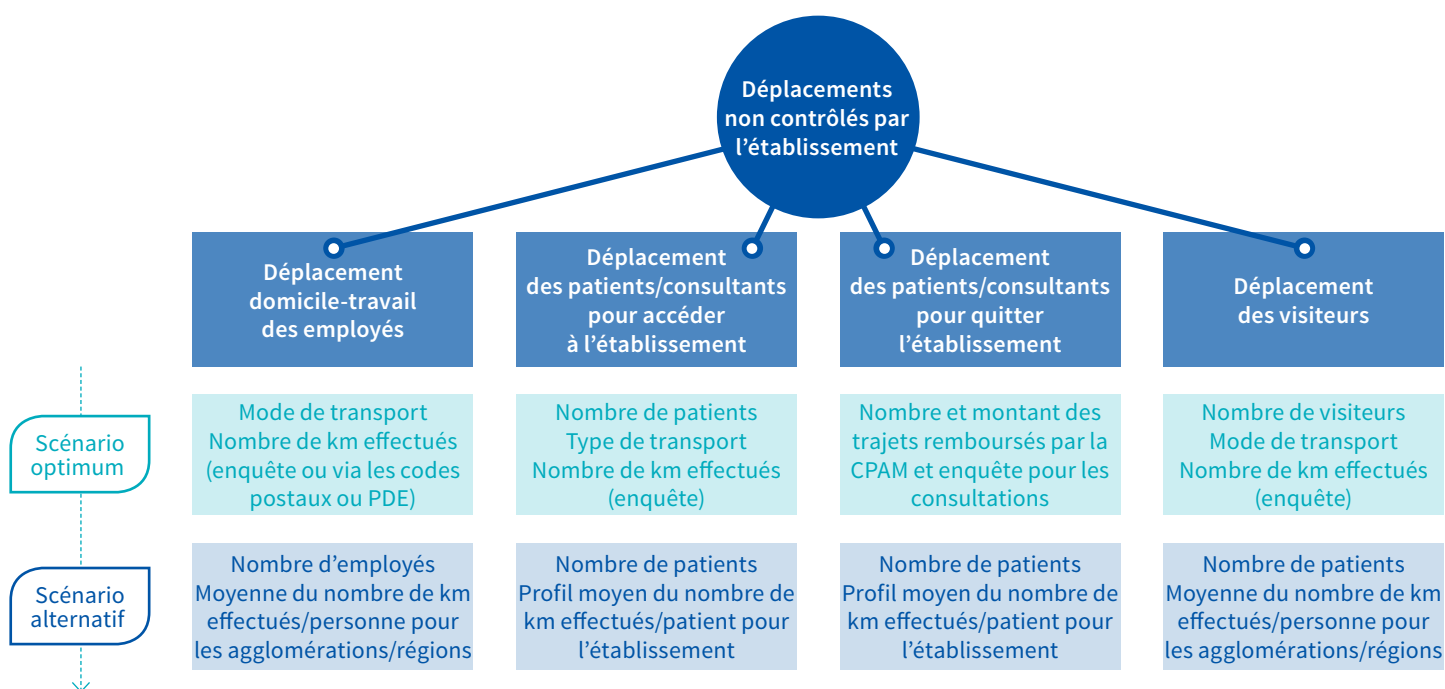 Déplacements
non contrôlés par
l’établissement
Déplacement
domicile-travail
des employés
Déplacement
des patients/consultants
pour accéder
à l’établissement
Déplacement
des patients/consultants
pour quitter
l’établissement
Déplacement
des visiteurs
Scénario
optimum
Mode de transport
Nombre de km effectués
(enquête ou via les codes
postaux ou PDE)
Nombre de patients
Type de transport
Nombre de km effectués
(enquête)
Nombre et montant des
trajets remboursés par la
CPAM et enquête pour les
consultations
Nombre de visiteurs
Mode de transport
Nombre de km effectués
(enquête)
Scénario
alternatif
Nombre d’employés
Moyenne du nombre de km
effectués/personne pour
les agglomérations/régions
Nombre de patients
Profil moyen du nombre de
km effectués/patient pour
l’établissement
Nombre de patients
Profil moyen du nombre de
km effectués/patient pour
l’établissement
Nombre de patients
Moyenne du nombre de km
effectués/personne pour
les agglomérations/régions